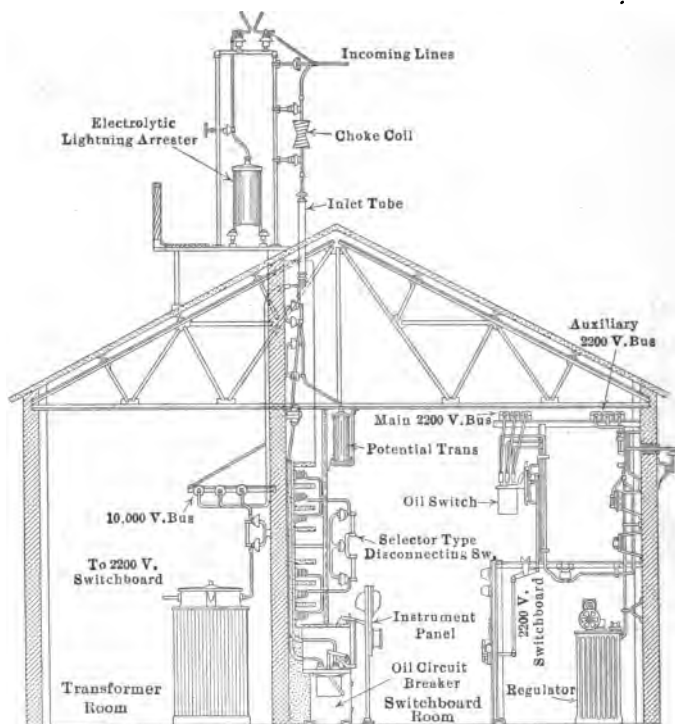 Incoming Lines
Electrolytic
Lightning Arrester
Choke Coil
Inlet Tube
Auxiliary
2200 V. Bus
Main 2200 V. Bus
Potential Trans
Oil Switch
10,000 V. Bus
Selector Type
Disconnecting Sw.
To 2200 V.
Switchboard
2200 V.
Switchboard
Instrument
Panel
Transformer
Room
Oil Circuit
Breaker
Switchboard
Room
Regulator